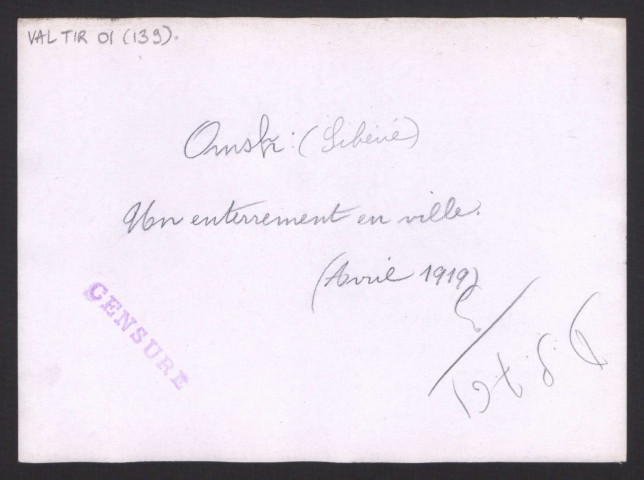 VAL TIR 01 (139).
Omsk : (Sibérie)
Un enterrement en ville.
(Avril 1919)
CENSURE